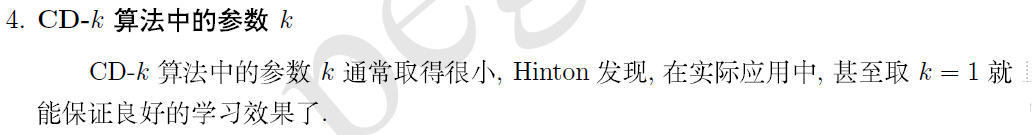 4. CD-k 算法中的参数 k
CD-k 算法中的参数 k 通常取得很小, Hinton 发现, 在实际应用中, 甚至取 k = 1 就
能保证良好的学习效果了.